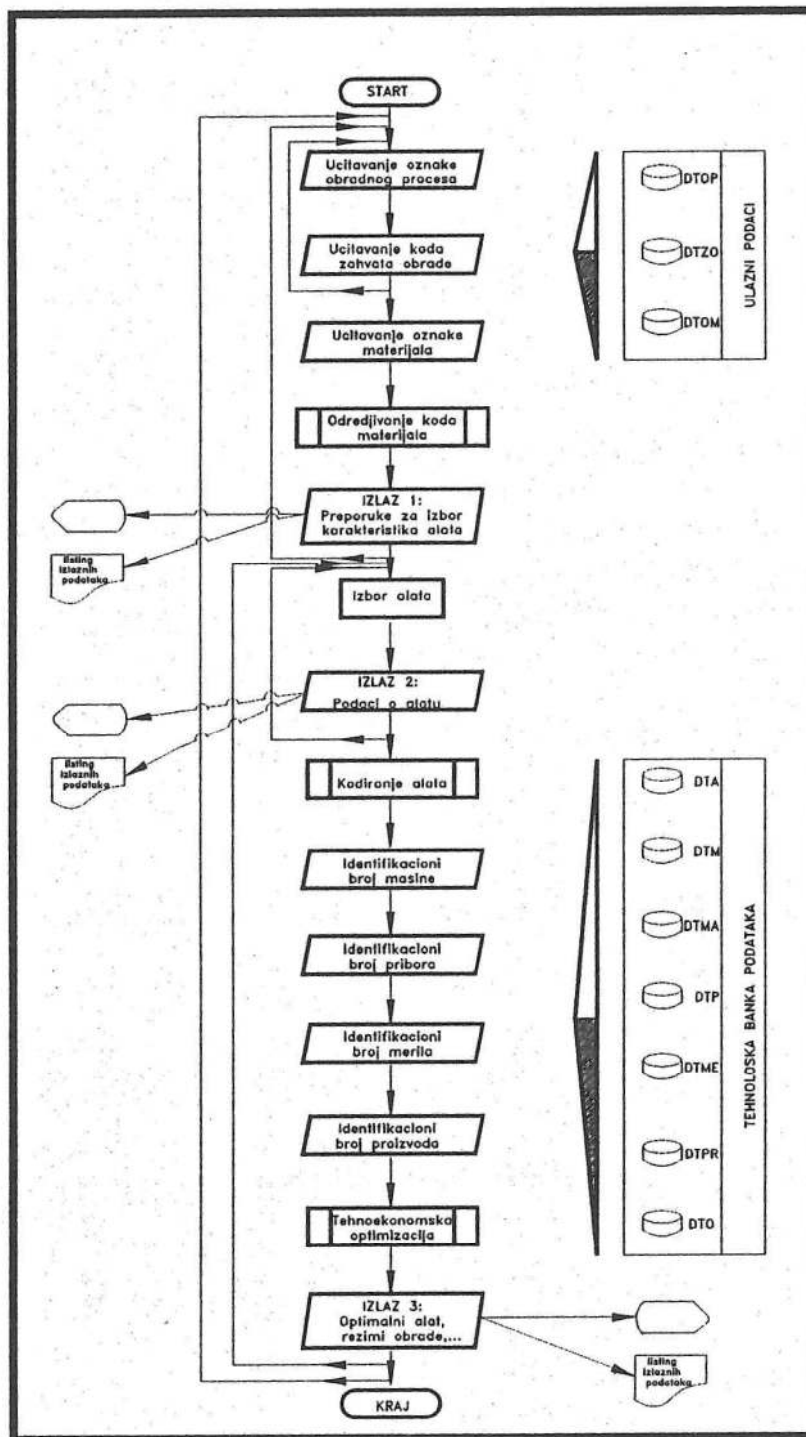 START
Ucitavanje oznake
obradnog procesa
Ucitavanje koda
zahvata obrade
Ucitavanje oznake
materijala
Odredjivanje koda
materijala
IZLAZ 1:
Preporuke za izbor
karakteristika alata
listing
izlaznih
podataka
Izbor alata
IZLAZ 2:
Podaci o alatu
listing
izlaznih
podataka
Kodiranje alata
Identifikacioni
broj masine
Identifikacioni
broj pribora
Identifikacioni
broj merila
Identifikacioni
broj proizvoda
Tehnoekonomska
optimizacija
IZLAZ 3:
Optimalni alat,
rezimi obrade,...
listing
izlaznih
podataka
KRAJ
DTOP
DTZO
DTOM
ULAZNI PODACI
DTA
DTM
DTMA
DTP
DTME
DTPR
DTO
TEHNOLOSKA BANKA PODATAKA